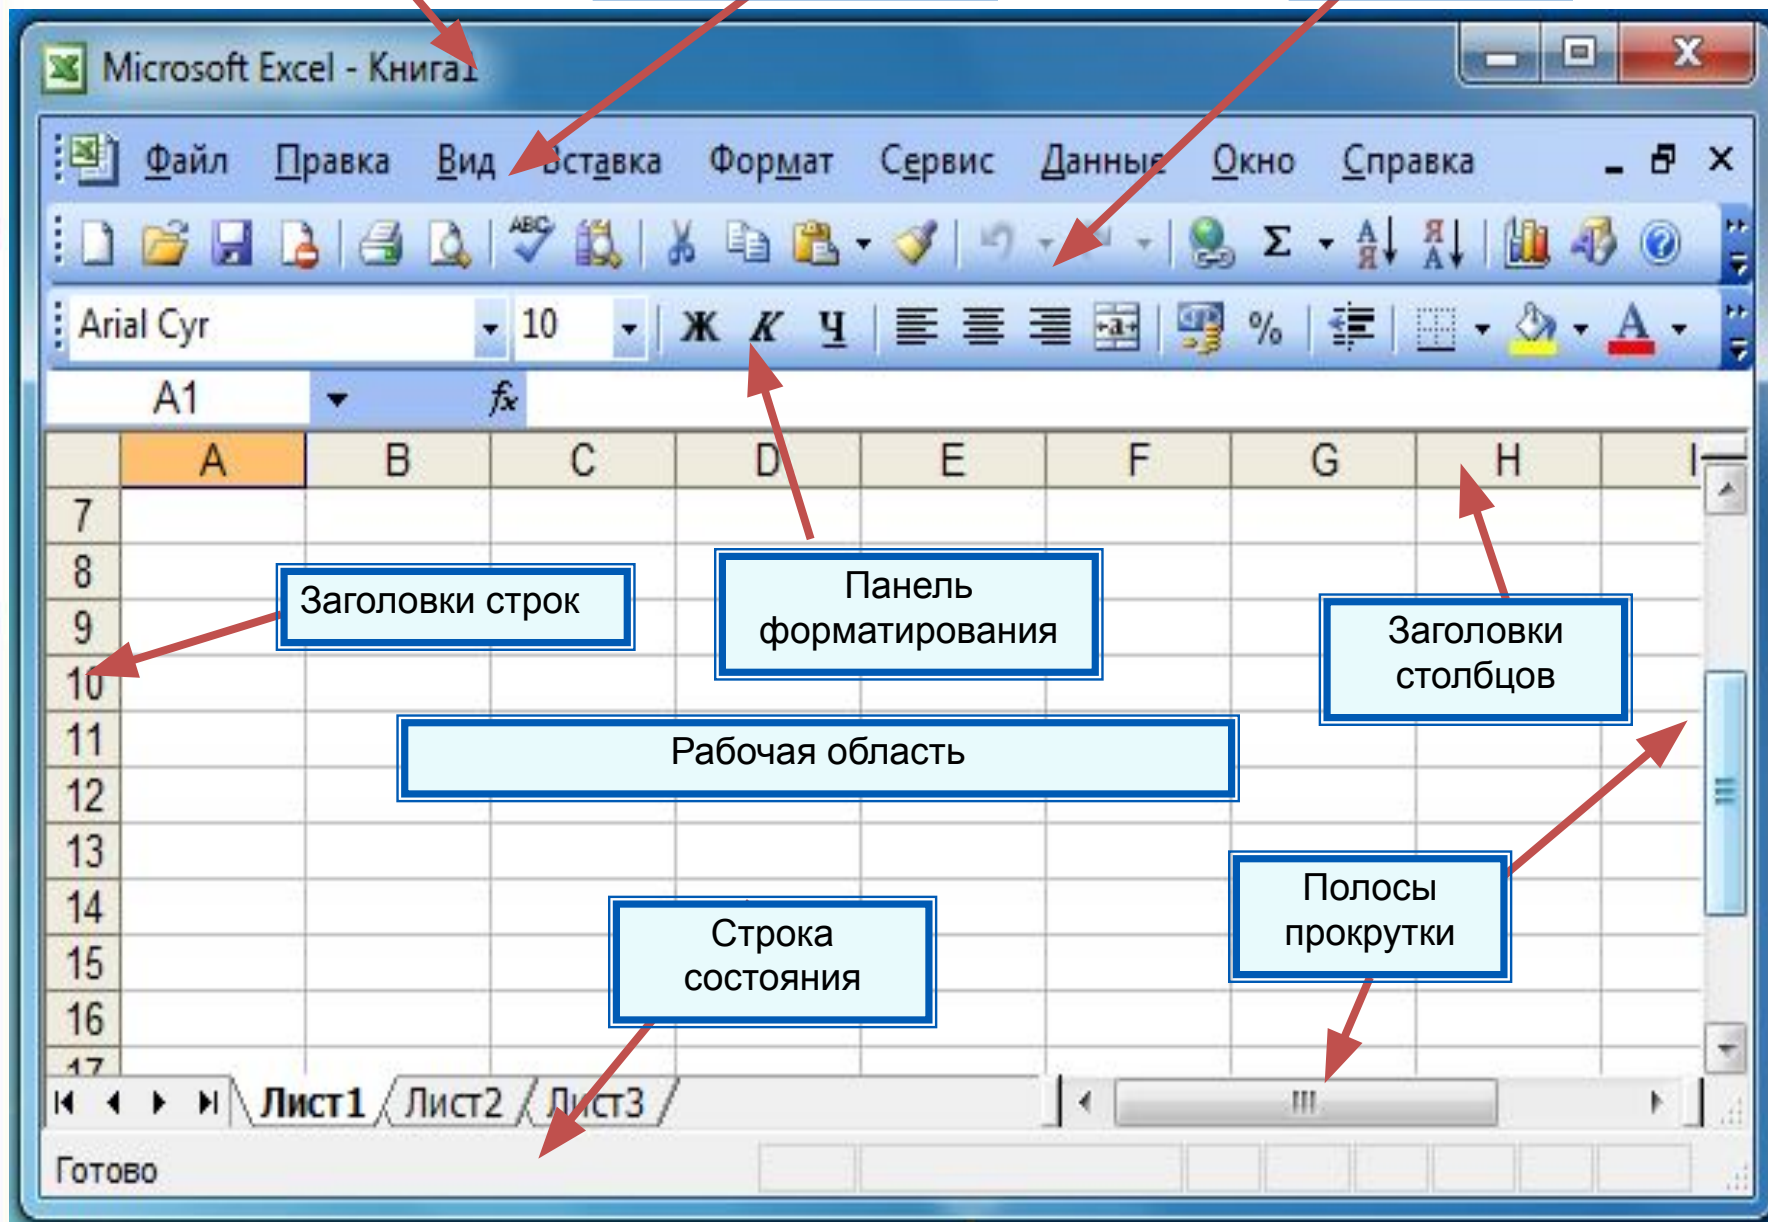 Microsoft Excel - Книга1
Файл Правка Вид Вставка Формат Сервис Данные Окно Справка
ABC Σ А Я Я А
Arial Cyr 10 Ж К Ч a % A
A1 fx
A B C D E F G H I
7
8
Заголовки строк
Панель
форматирования
9
Заголовки
столбцов
10
11
Рабочая область
12
13
14
Полосы
прокрутки
Строка
состояния
15
16
17
Лист1 Лист2 Лист3
Готово